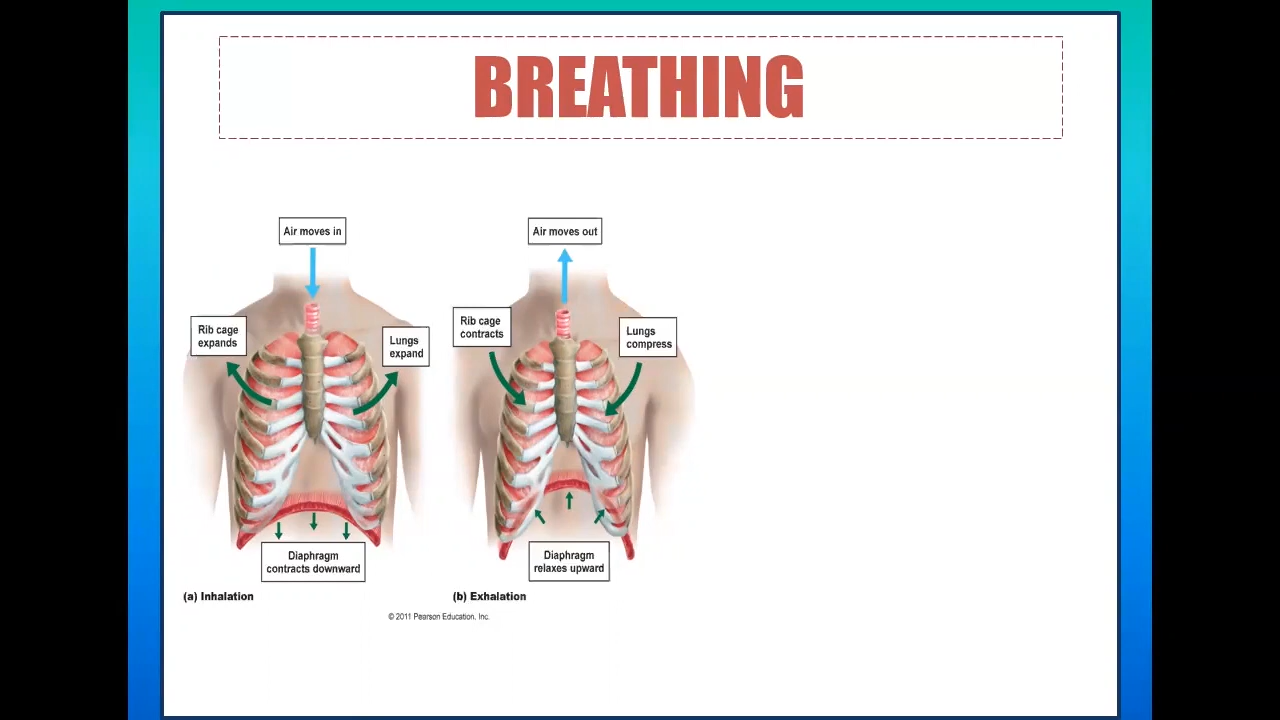 BREATHING
Air moves in
Rib cage
expands
Lungs
expand
Diaphragm
contracts downward
(a) Inhalation
Air moves out
Rib cage
contracts
Lungs
compress
Diaphragm
relaxes upward
(b) Exhalation
© 2011 Pearson Education, Inc.